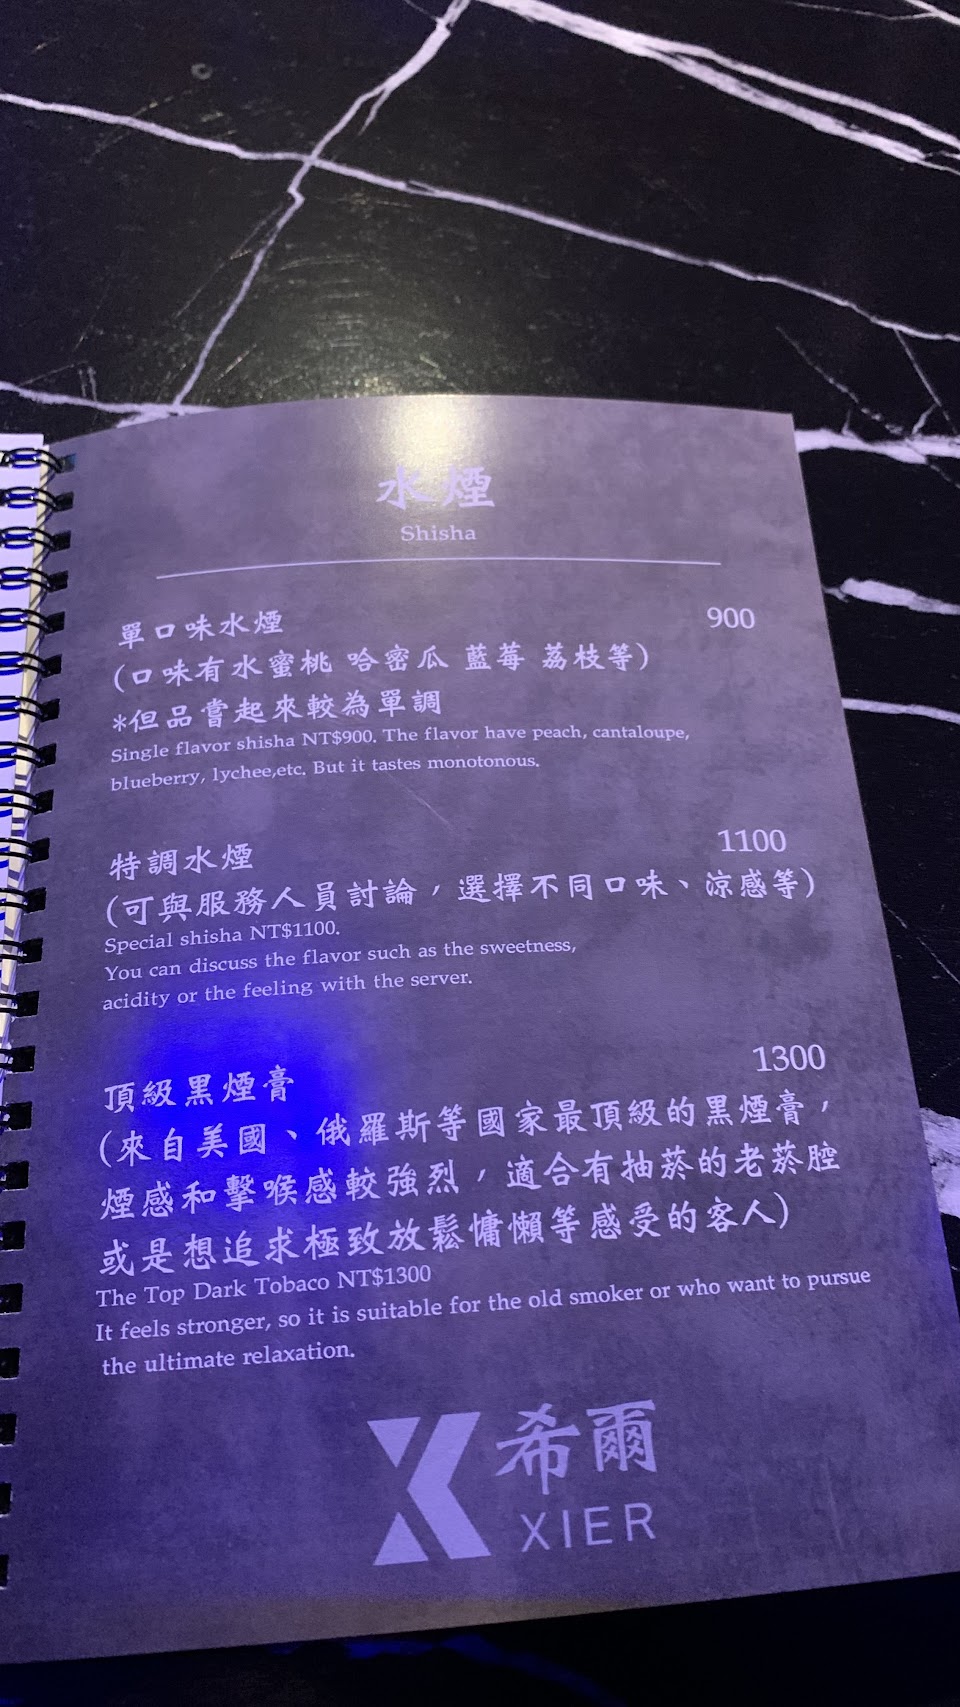 水煙
Shisha
單口味水煙 900
(口味有水蜜桃 哈密瓜 藍莓 荔枝等)
*但品嘗起來較為單調
Single flavor shisha NT$900. The flavor have peach, cantaloupe,
blueberry, lychee,etc. But it tastes monotonous.
特調水煙 1100
(可與服務人員討論，選擇不同口味、涼感等)
Special shisha NT$1100.
You can discuss the flavor such as the sweetness,
acidity or the feeling with the server.
頂級黑煙膏 1300
(來自美國、俄羅斯等國家最頂級的黑煙膏，
煙感和擊喉感較強烈，適合有抽菸的老菸腔
或是想追求極致放鬆慵懶等感受的客人)
The Top Dark Tobaco NT$1300
It feels stronger, so it is suitable for the old smoker or who want to pursue
the ultimate relaxation.
希爾
XIER